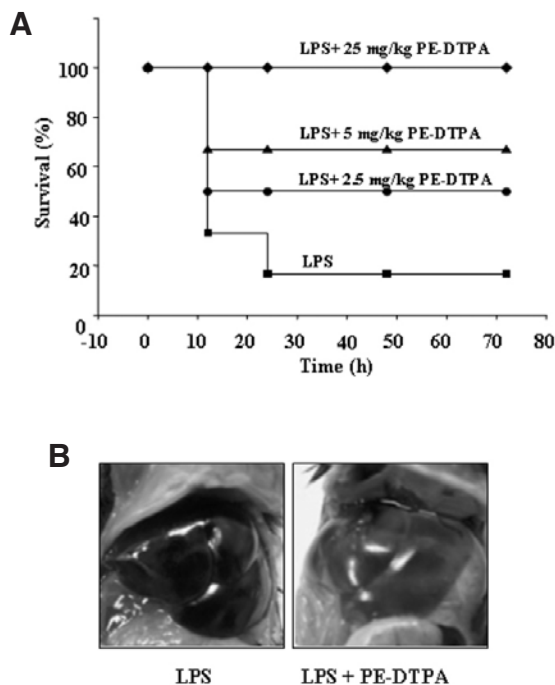 A
LPS+ 25 mg/kg PE-DTPA
LPS+ 5 mg/kg PE-DTPA
LPS+ 2.5 mg/kg PE-DTPA
LPS
Survival (%)
100
80
60
40
20
0
-10 0 10 20 30 40 50 60 70 80
Time (h)
B
LPS
LPS + PE-DTPA